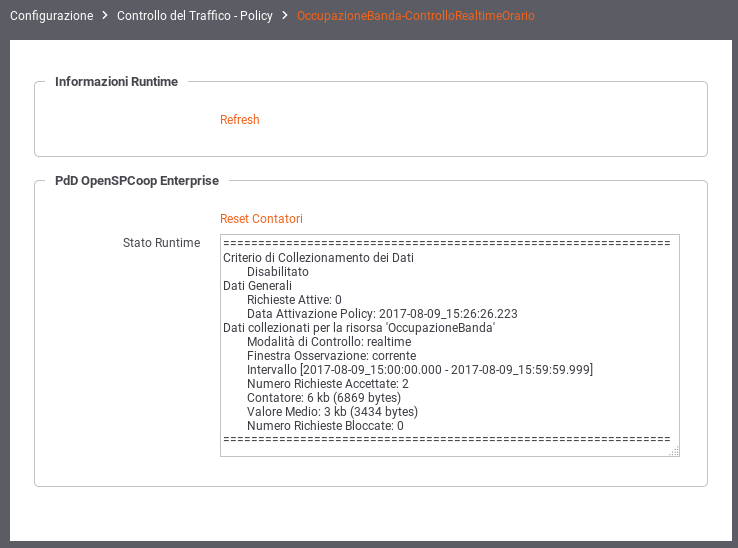 Configurazione > Controllo del Traffico - Policy > OccupazioneBanda-ControlloRealtimeOrario
Informazioni Runtime
Refresh
PdD OpenSPCoop Enterprise
Reset Contatori
Stato Runtime
================================================================
Criterio di Collezionamento dei Dati
Disabilitato
Dati Generali
Richieste Attive: 0
Data Attivazione Policy: 2017-08-09_15:26:26.223
Dati collezionati per la risorsa 'OccupazioneBanda'
Modalità di Controllo: realtime
Finestra Osservazione: corrente
Intervallo [2017-08-09_15:00:00.000 - 2017-08-09_15:59:59.999]
Numero Richieste Accettate: 2
Contatore: 6 kb (6869 bytes)
Valore Medio: 3 kb (3434 bytes)
Numero Richieste Bloccate: 0
================================================================